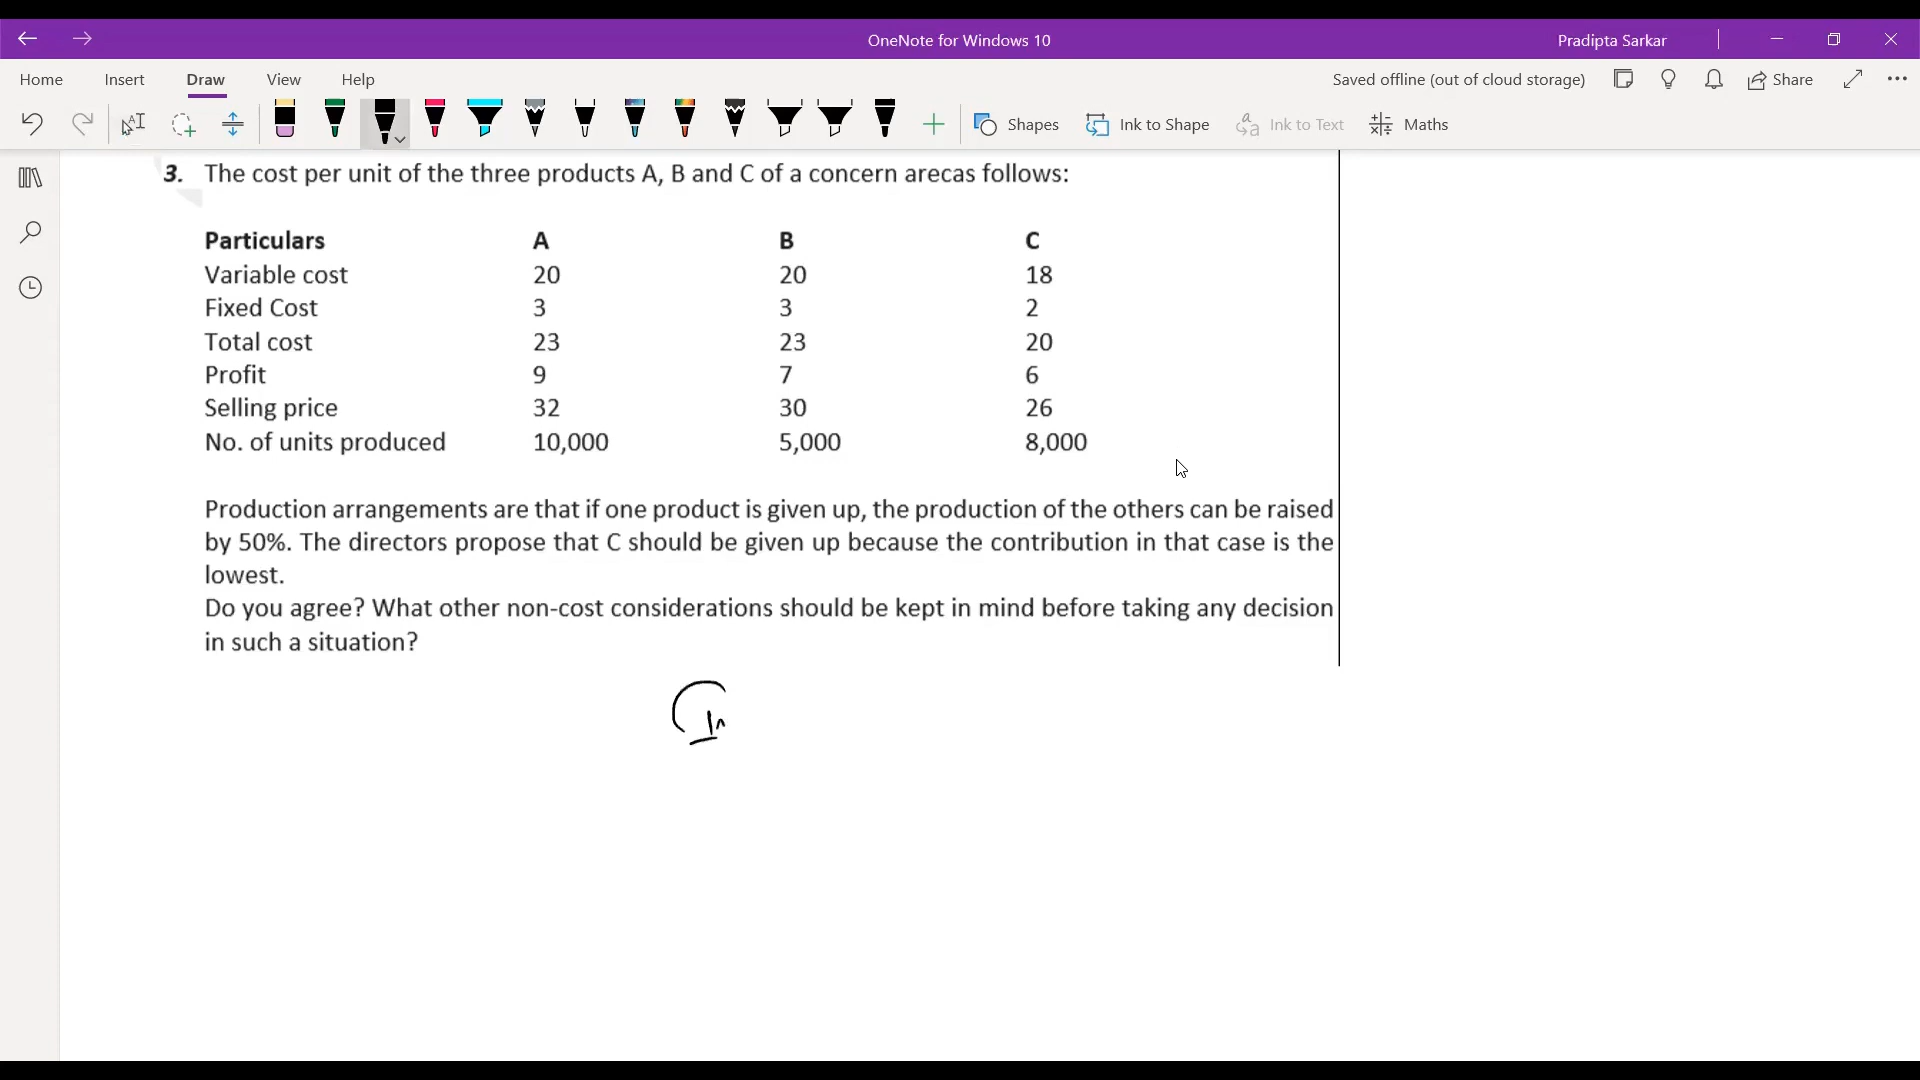 OneNote for Windows 10
Pradipta Sarkar
Home Insert Draw View Help
Saved offline (out of cloud storage) Share
Shapes Ink to Shape Ink to Text Maths
3. The cost per unit of the three products A, B and C of a concern arecas follows:
Particulars A B C
Variable cost 20 20 18
Fixed Cost 3 3 2
Total cost 23 23 20
Profit 9 7 6
Selling price 32 30 26
No. of units produced 10,000 5,000 8,000
Production arrangements are that if one product is given up, the production of the others can be raised
by 50%. The directors propose that C should be given up because the contribution in that case is the
lowest.
Do you agree? What other non-cost considerations should be kept in mind before taking any decision
in such a situation?